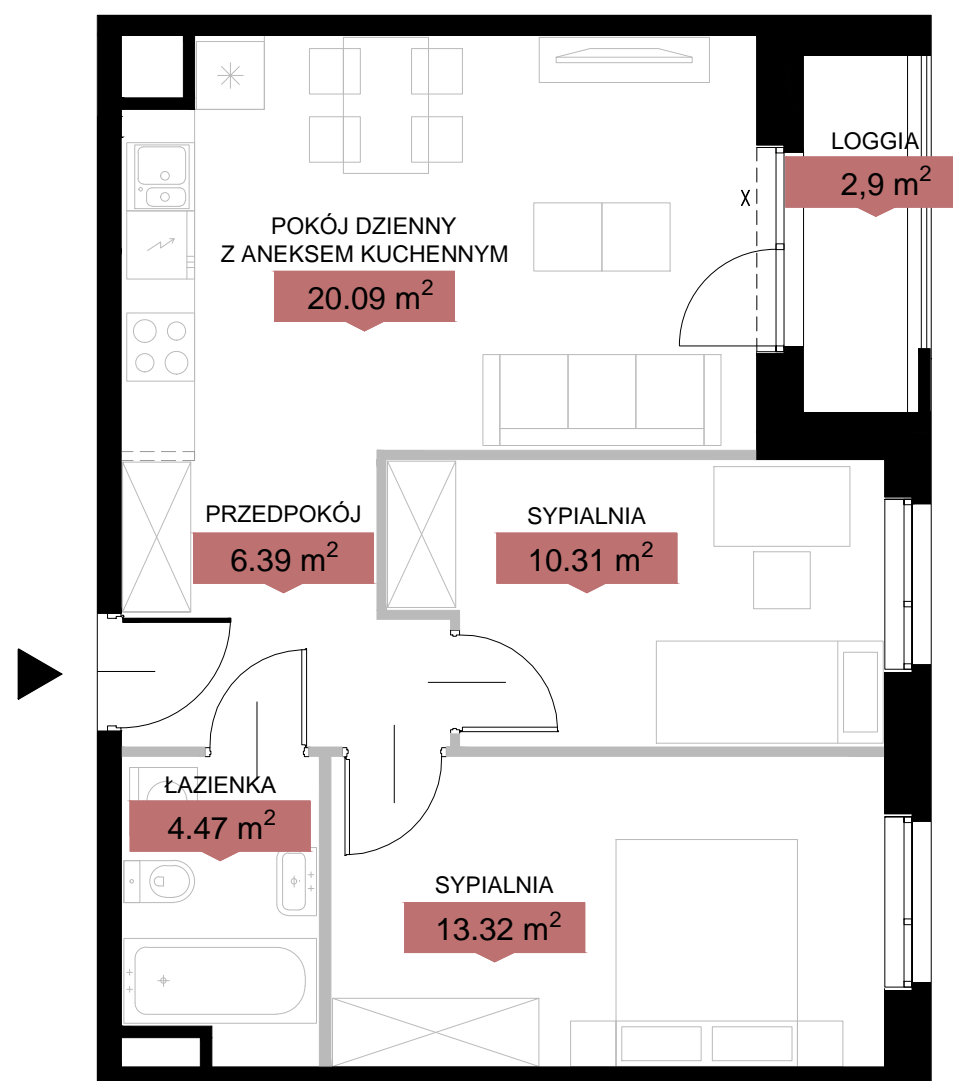 LOGGIA
2,9 m²
POKÓJ DZIENNY
Z ANEKSEM KUCHENNYM
20.09 m²
X
PRZEDPOKÓJ
6.39 m²
SYPIALNIA
10.31 m²
ŁAZIENKA
4.47 m²
SYPIALNIA
13.32 m²